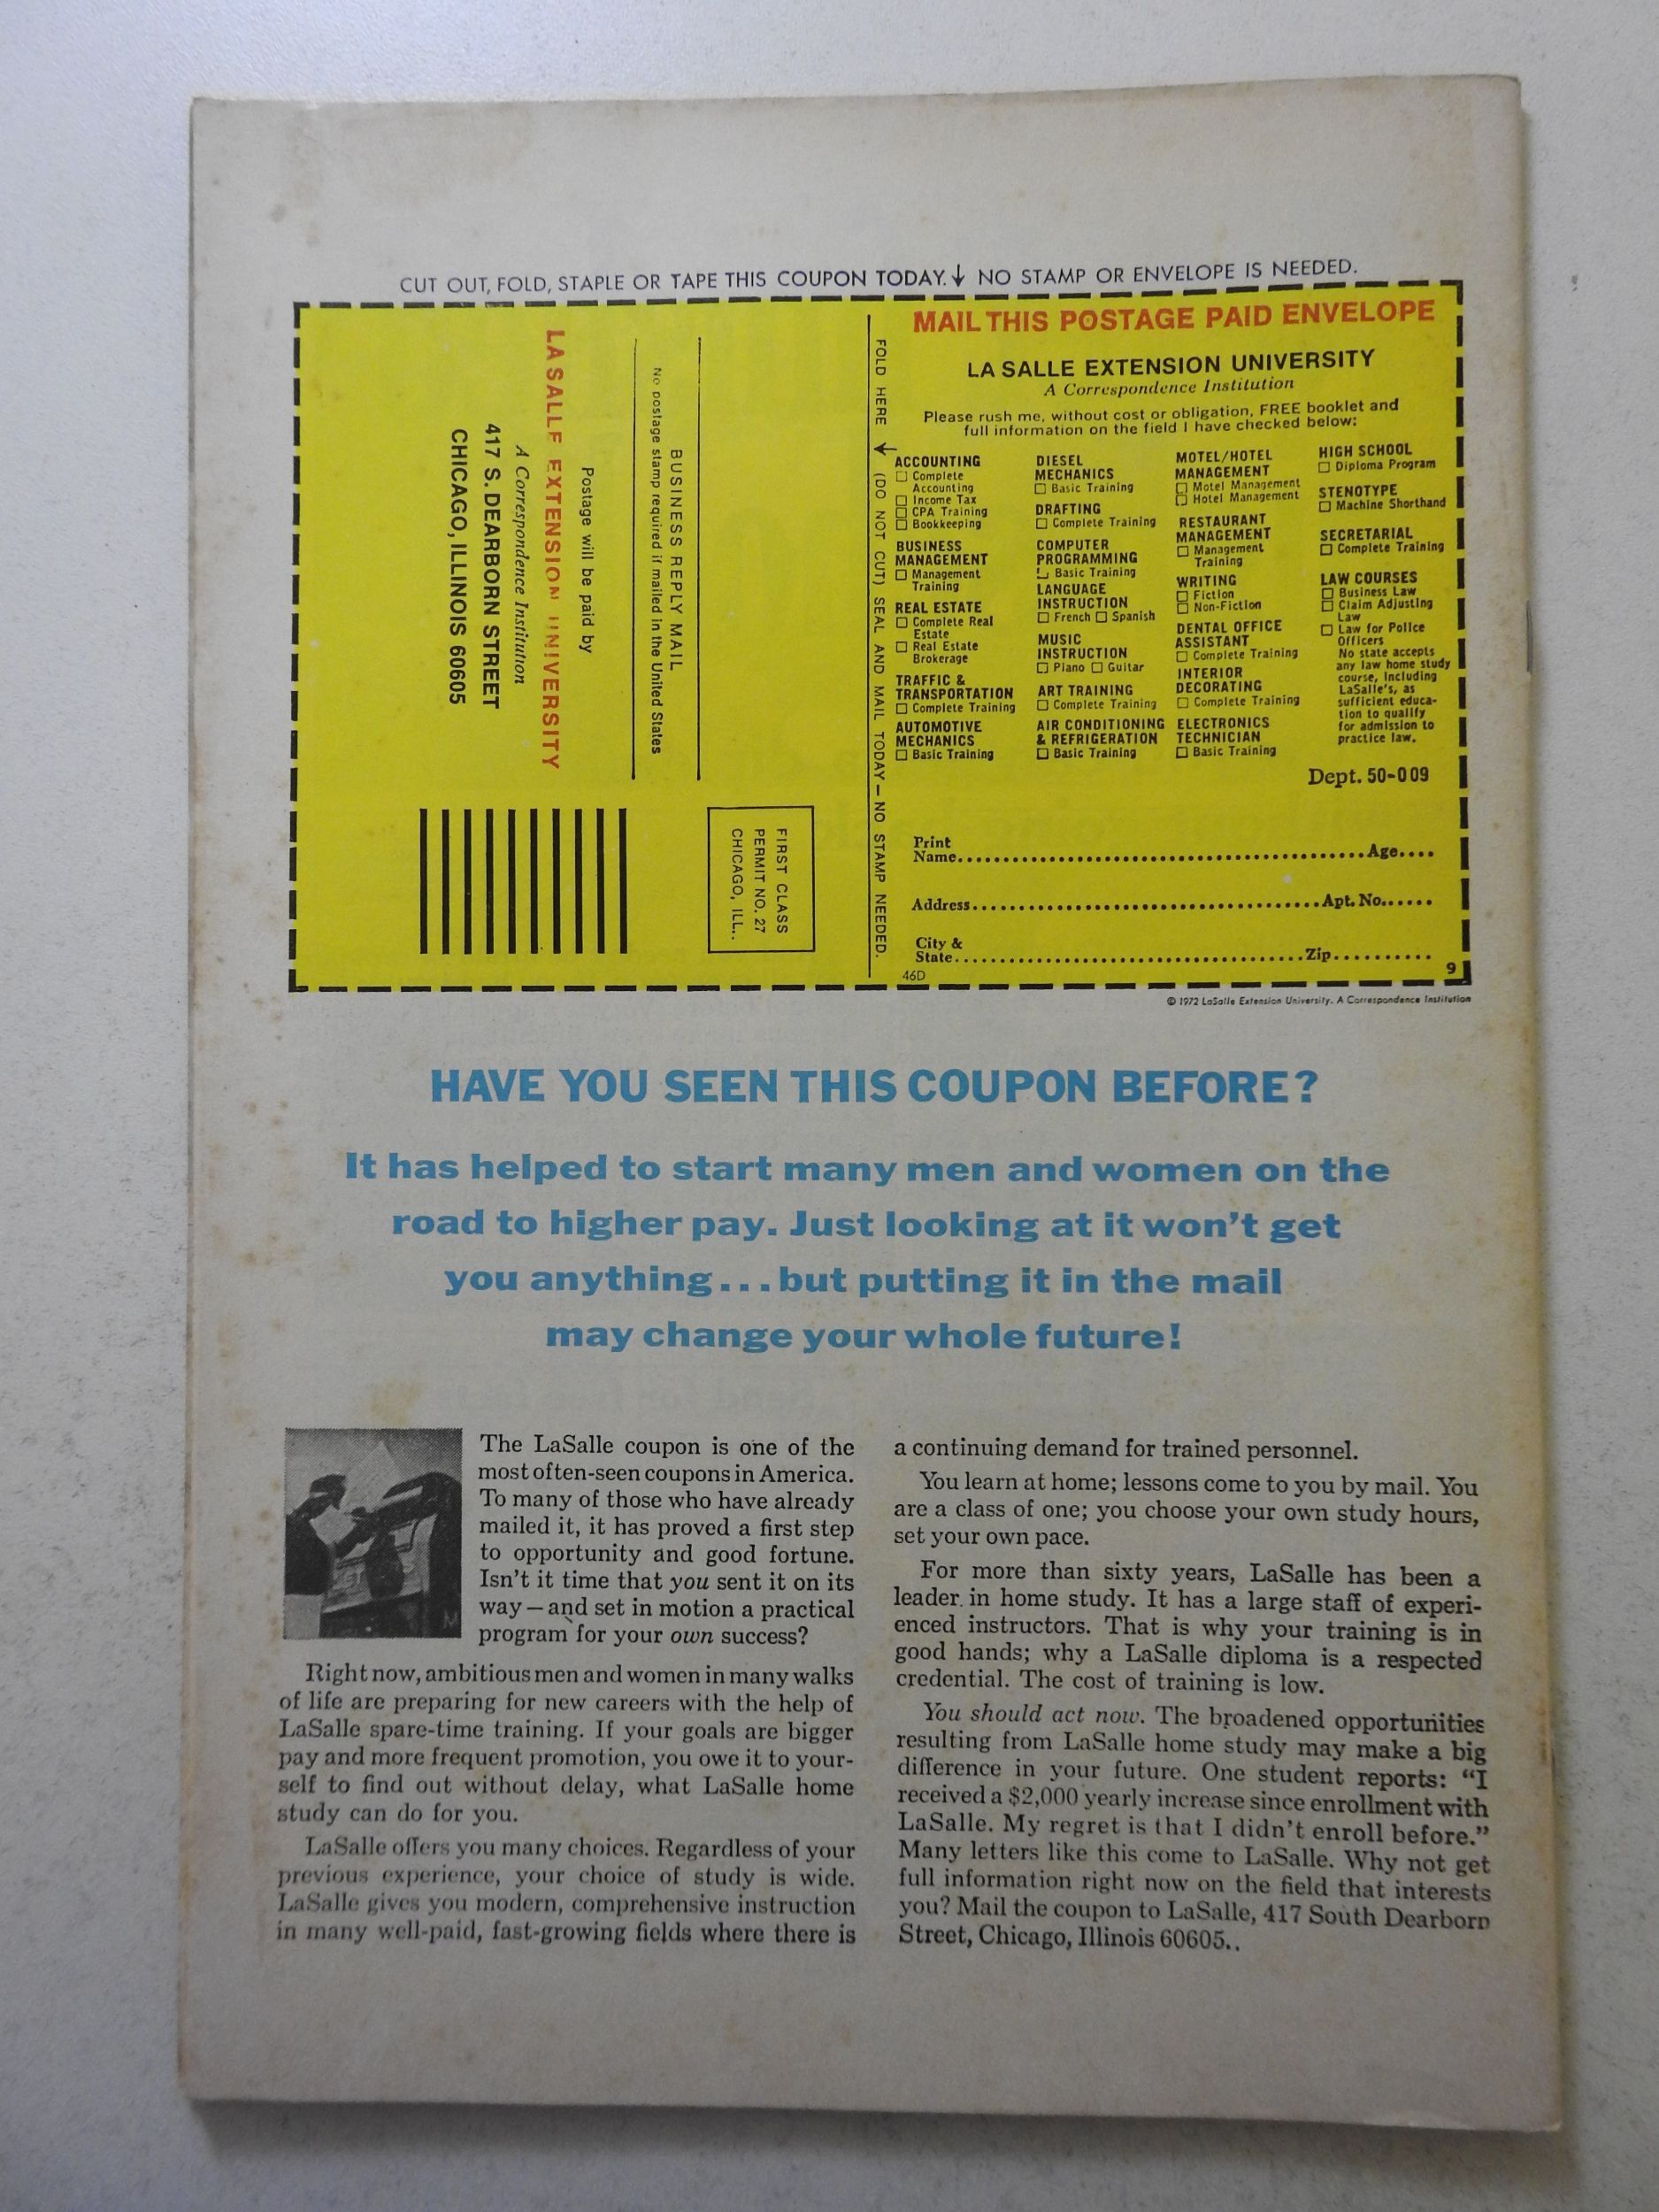 CUT OUT, FOLD, STAPLE OR TAPE THIS COUPON TODAY. ↓ NO STAMP OR ENVELOPE IS NEEDED.
BUSINESS REPLY MAIL
No postage stamp required if mailed in the United States
Postage will be paid by
LA SALLE EXTENSION UNIVERSITY
A Correspondence Institution
417 S. DEARBORN STREET
CHICAGO, ILLINOIS 60605
FIRST CLASS
PERMIT NO. 27
CHICAGO, ILL..
FOLD HERE ↓ (DO NOT CUT) SEAL AND MAIL TODAY — NO STAMP NEEDED.
MAIL THIS POSTAGE PAID ENVELOPE
LA SALLE EXTENSION UNIVERSITY
A Correspondence Institution
Please rush me, without cost or obligation, FREE booklet and
full information on the field I have checked below:
ACCOUNTING
□ Complete
Accounting
□ Income Tax
□ CPA Training
□ Bookkeeping
BUSINESS
MANAGEMENT
□ Management
Training
REAL ESTATE
□ Complete Real
Estate
□ Real Estate
Brokerage
TRAFFIC &
TRANSPORTATION
□ Complete Training
AUTOMOTIVE
MECHANICS
□ Basic Training
DIESEL
MECHANICS
□ Basic Training
DRAFTING
□ Complete Training
COMPUTER
PROGRAMMING
□ Basic Training
LANGUAGE
INSTRUCTION
□ French □ Spanish
MUSIC
INSTRUCTION
□ Piano □ Guitar
ART TRAINING
□ Complete Training
AIR CONDITIONING
& REFRIGERATION
□ Basic Training
MOTEL/HOTEL
MANAGEMENT
□ Motel Management
□ Hotel Management
RESTAURANT
MANAGEMENT
□ Management
Training
WRITING
□ Fiction
□ Non-Fiction
DENTAL OFFICE
ASSISTANT
□ Complete Training
INTERIOR
DECORATING
□ Complete Training
ELECTRONICS
TECHNICIAN
□ Basic Training
HIGH SCHOOL
□ Diploma Program
STENOTYPE
□ Machine Shorthand
SECRETARIAL
□ Complete Training
LAW COURSES
□ Business Law
□ Claim Adjusting
Law
□ Law for Police
Officers
No state accepts
any law home study
course, including
LaSalle's, as
sufficient educa-
tion to qualify
for admission to
practice law.
Dept. 50-009
Print
Name..........Age....
Address..........Apt. No......
City &
State..........Zip..........
46D
9
© 1972 LaSalle Extension University. A Correspondence Institution
HAVE YOU SEEN THIS COUPON BEFORE?
It has helped to start many men and women on the
road to higher pay. Just looking at it won't get
you anything...but putting it in the mail
may change your whole future!
The LaSalle coupon is one of the
most often-seen coupons in America.
To many of those who have already
mailed it, it has proved a first step
to opportunity and good fortune.
Isn't it time that you sent it on its
way—and set in motion a practical
program for your own success?
Right now, ambitious men and women in many walks
of life are preparing for new careers with the help of
LaSalle spare-time training. If your goals are bigger
pay and more frequent promotion, you owe it to your-
self to find out without delay, what LaSalle home
study can do for you.
LaSalle offers you many choices. Regardless of your
previous experience, your choice of study is wide.
LaSalle gives you modern, comprehensive instruction
in many well-paid, fast-growing fields where there is
a continuing demand for trained personnel.
You learn at home; lessons come to you by mail. You
are a class of one; you choose your own study hours,
set your own pace.
For more than sixty years, LaSalle has been a
leader in home study. It has a large staff of experi-
enced instructors. That is why your training is in
good hands; why a LaSalle diploma is a respected
credential. The cost of training is low.
You should act now. The broadened opportunities
resulting from LaSalle home study may make a big
difference in your future. One student reports: "I
received a $2,000 yearly increase since enrollment with
LaSalle. My regret is that I didn't enroll before."
Many letters like this come to LaSalle. Why not get
full information right now on the field that interests
you? Mail the coupon to LaSalle, 417 South Dearborn
Street, Chicago, Illinois 60605..